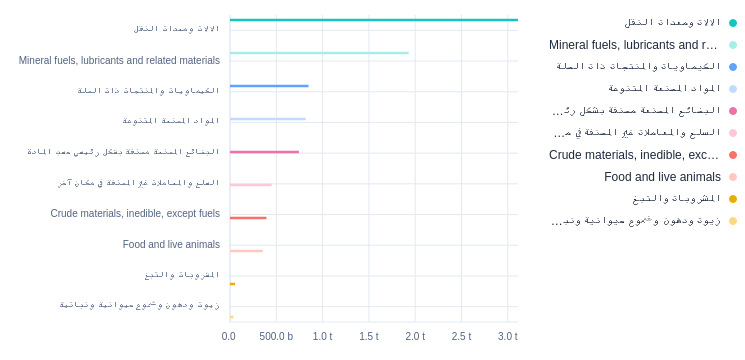 الآلات ومعدات النقل
Mineral fuels, lubricants and related materials
الكيماويات والمنتجات ذات الصلة
المواد المصنعة المتنوعة
البضائع المصنعة مصنفة بشكل رئيسي حسب المادة
السلع والمعاملات غير المصنفة في مكان آخر
Crude materials, inedible, except fuels
Food and live animals
المشروبات والتبغ
زيوت ودهون وشموع حيوانية ونباتية
0.0 500.0 b 1.0 t 1.5 t 2.0 t 2.5 t 3.0 t
الآلات ومعدات النقل
Mineral fuels, lubricants and r…
الكيماويات والمنتجات ذات الصلة
المواد المصنعة المتنوعة
البضائع المصنعة مصنفة بشكل رئ…
السلع والمعاملات غير المصنفة في م…
Crude materials, inedible, exc…
Food and live animals
المشروبات والتبغ
زيوت ودهون وشموع حيوانية ونب…